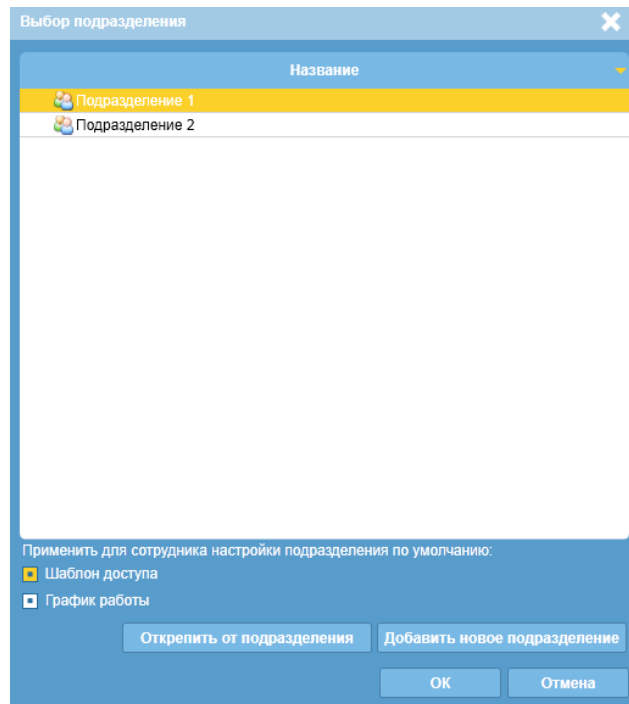 Выбор подразделения
Название
Подразделение 1
Подразделение 2
Применить для сотрудника настройки подразделения по умолчанию:
Шаблон доступа
График работы
Открепить от подразделения Добавить новое подразделение
ОК Отмена